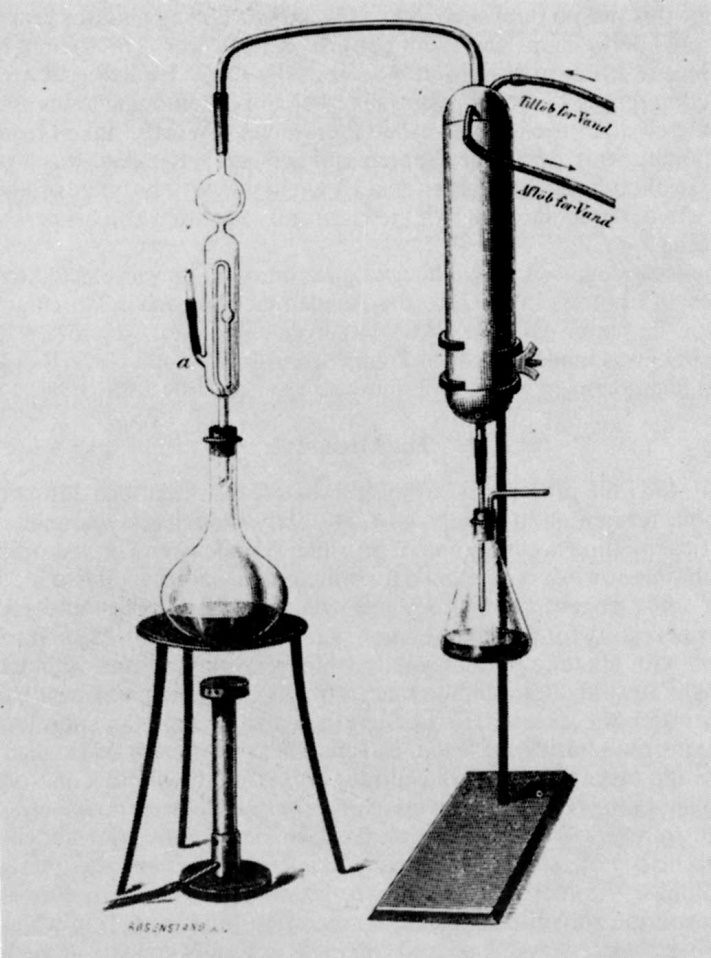 Tilløb for Vand
Afløb for Vand
a
ROSENSTAND